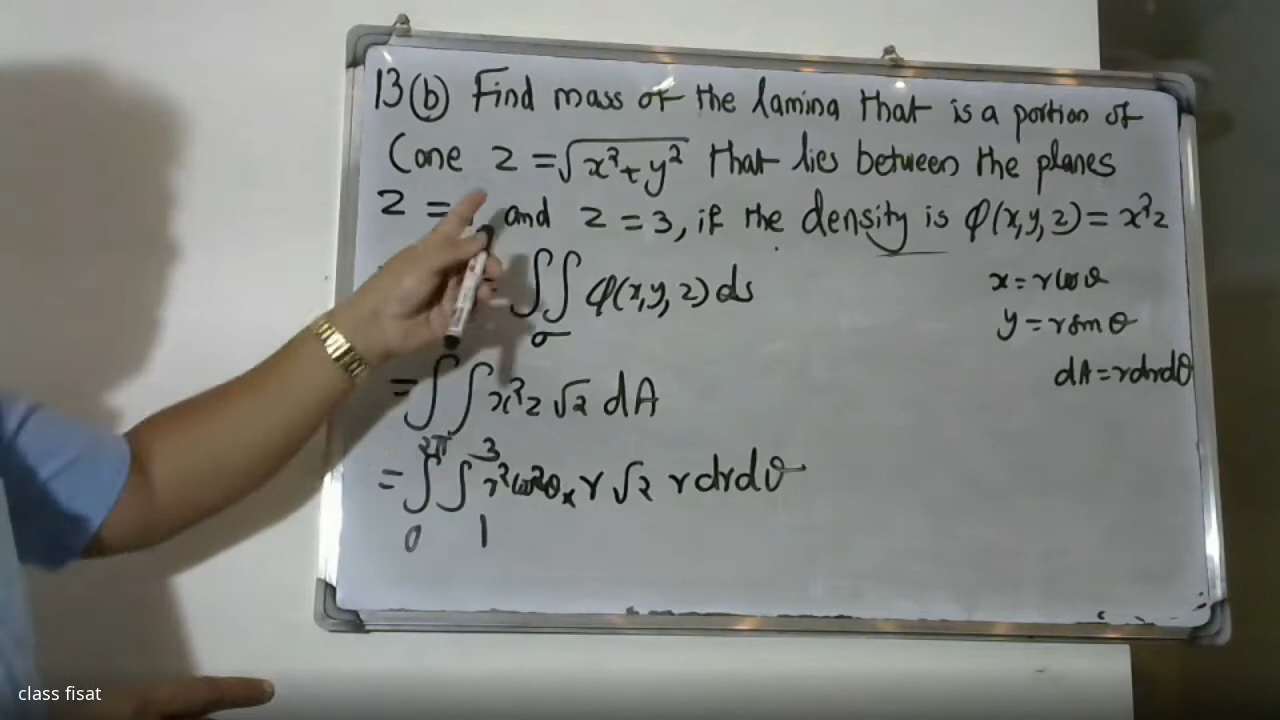 13(b) Find mass of the lamina that is a portion of
Cone z = √x²+y² that lies between the planes
z = and z = 3, if the density is φ(x,y,z) = x²z
∫∫ φ(x,y,z) ds
σ
x = r cos θ
y = r sin θ
dA = r dr dθ
= ∫∫ x²z √2 dA
2π 3
= ∫ ∫ r² cos²θ × r √2 r dr dθ
0 1
class fisat